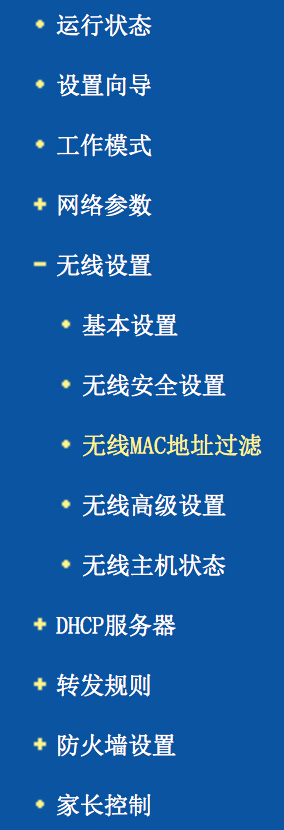 运行状态
设置向导
工作模式
网络参数
无线设置
基本设置
无线安全设置
无线MAC地址过滤
无线高级设置
无线主机状态
DHCP服务器
转发规则
防火墙设置
家长控制